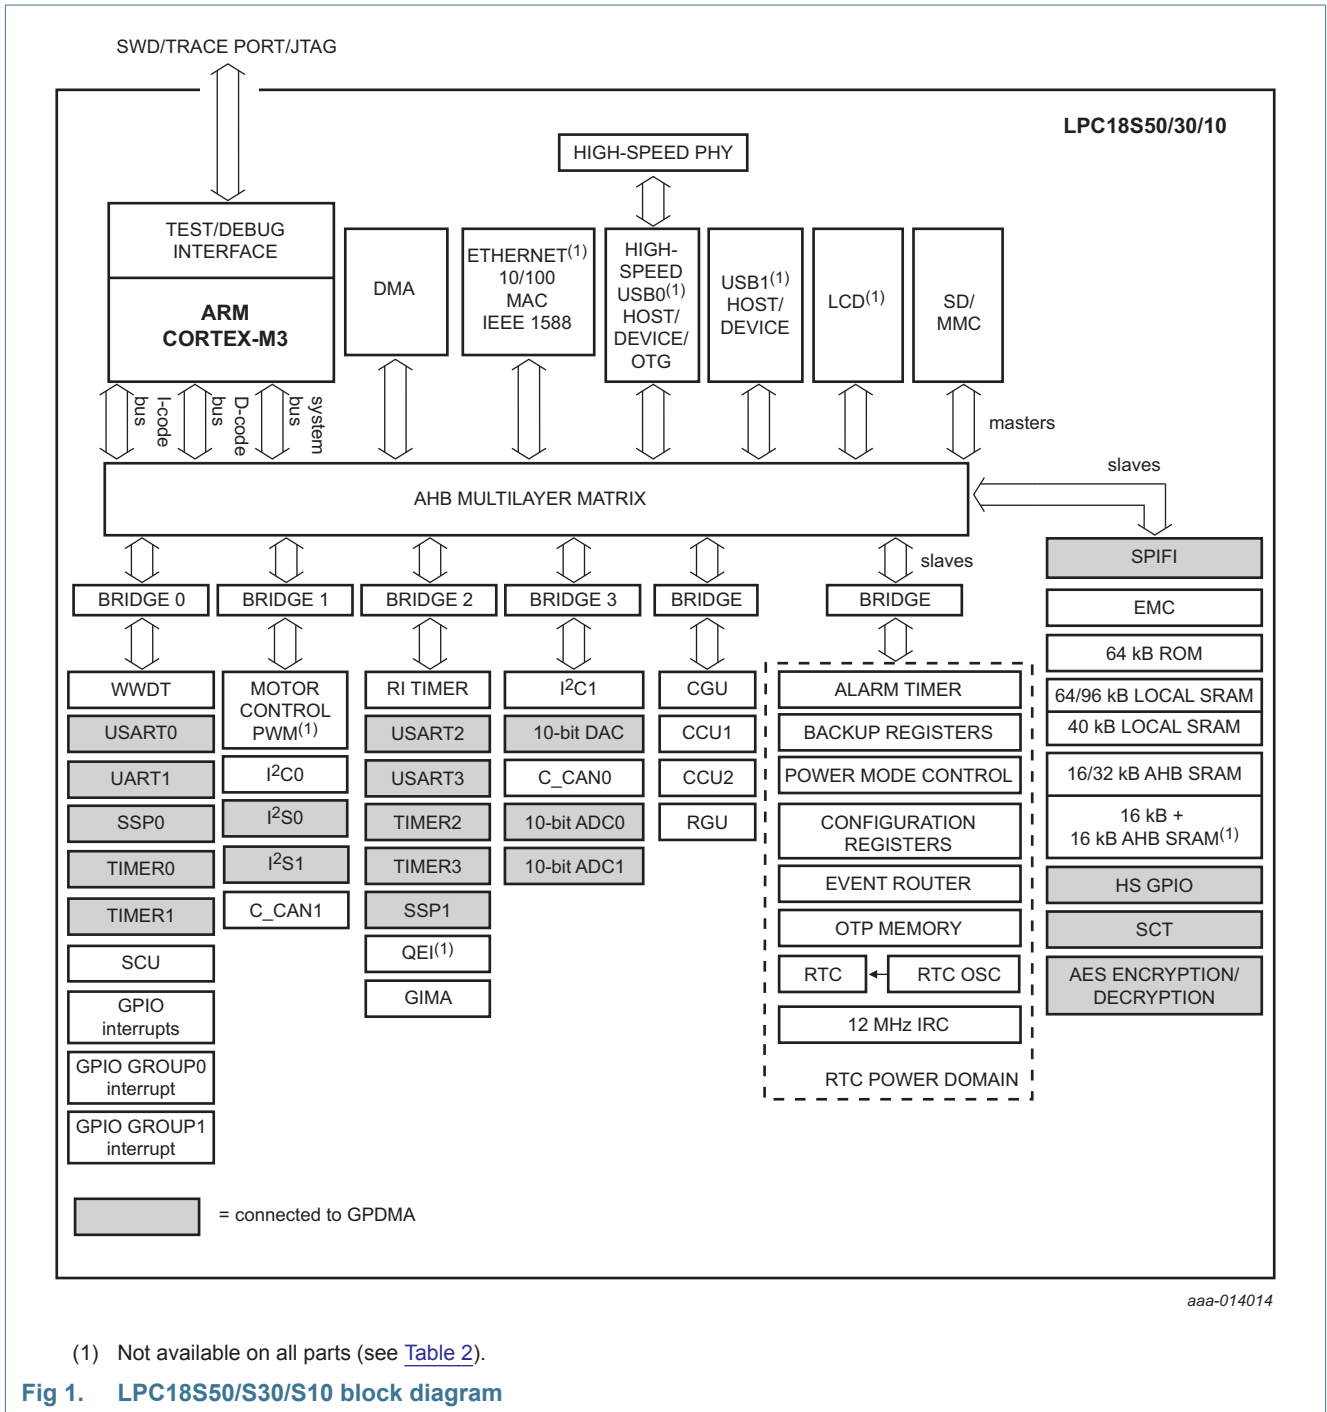 SWD/TRACE PORT/JTAG
LPC18S50/30/10
HIGH-SPEED PHY
TEST/DEBUG
INTERFACE
ARM
CORTEX-M3
DMA
ETHERNET(1)
10/100
MAC
IEEE 1588
HIGH-
SPEED
USB0(1)
HOST/
DEVICE/
OTG
USB1(1)
HOST/
DEVICE
LCD(1)
SD/
MMC
I-code
bus
D-code
bus
system
bus
masters
slaves
AHB MULTILAYER MATRIX
slaves
BRIDGE 0
BRIDGE 1
BRIDGE 2
BRIDGE 3
BRIDGE
BRIDGE
WWDT
USART0
UART1
SSP0
TIMER0
TIMER1
SCU
GPIO
interrupts
GPIO GROUP0
interrupt
GPIO GROUP1
interrupt
MOTOR
CONTROL
PWM(1)
I2C0
I2S0
I2S1
C_CAN1
RI TIMER
USART2
USART3
TIMER2
TIMER3
SSP1
QEI(1)
GIMA
I2C1
10-bit DAC
C_CAN0
10-bit ADC0
10-bit ADC1
CGU
CCU1
CCU2
RGU
ALARM TIMER
BACKUP REGISTERS
POWER MODE CONTROL
CONFIGURATION
REGISTERS
EVENT ROUTER
OTP MEMORY
RTC
RTC OSC
12 MHz IRC
RTC POWER DOMAIN
SPIFI
EMC
64 kB ROM
64/96 kB LOCAL SRAM
40 kB LOCAL SRAM
16/32 kB AHB SRAM
16 kB +
16 kB AHB SRAM(1)
HS GPIO
SCT
AES ENCRYPTION/
DECRYPTION
= connected to GPDMA
aaa-014014
(1) Not available on all parts (see Table 2).
Fig 1. LPC18S50/S30/S10 block diagram